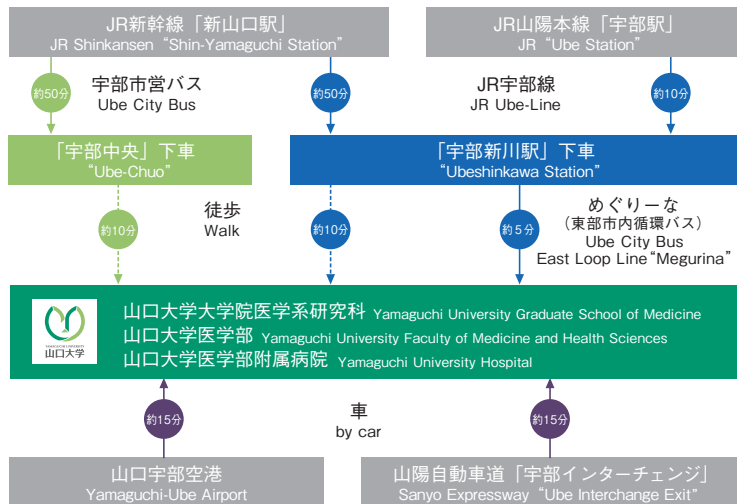 JR新幹線「新山口駅」
JR Shinkansen “Shin-Yamaguchi Station”
JR山陽本線「宇部駅」
JR “Ube Station”
約50分
宇部市営バス
Ube City Bus
約50分
JR宇部線
JR Ube-Line
約10分
「宇部中央」下車
“Ube-Chuo”
「宇部新川駅」下車
“Ubeshinkawa Station”
約10分
徒歩
Walk
約10分
約5分
めぐりーな
（東部市内循環バス）
Ube City Bus
East Loop Line “Megurina”
YAMAGUCHI UNIVERSITY
山口大学
山口大学大学院医学系研究科 Yamaguchi University Graduate School of Medicine
山口大学医学部 Yamaguchi University Faculty of Medicine and Health Sciences
山口大学医学部附属病院 Yamaguchi University Hospital
約15分
車
by car
約15分
山口宇部空港
Yamaguchi-Ube Airport
山陽自動車道「宇部インターチェンジ」
Sanyo Expressway “Ube Interchange Exit”